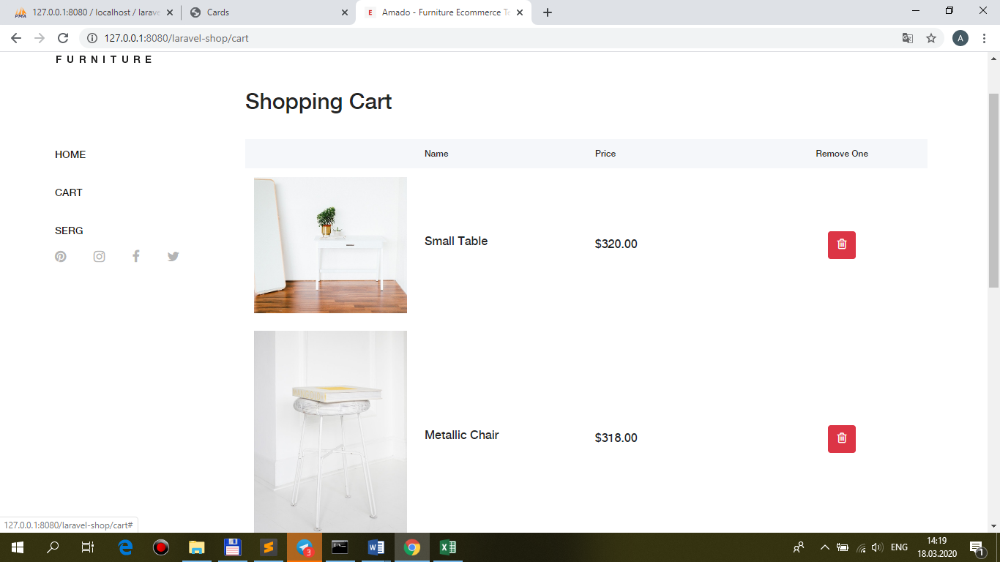 127.0.0.1:8080 / localhost / larave
Cards
E Amado - Furniture Ecommerce Te
127.0.0.1:8080/laravel-shop/cart
A
FURNITURE
Shopping Cart
HOME
CART
SERG
Name Price Remove One
Small Table $320.00
Metallic Chair $318.00
127.0.0.1:8080/laravel-shop/cart#
3
ENG
14:19
18.03.2020
1